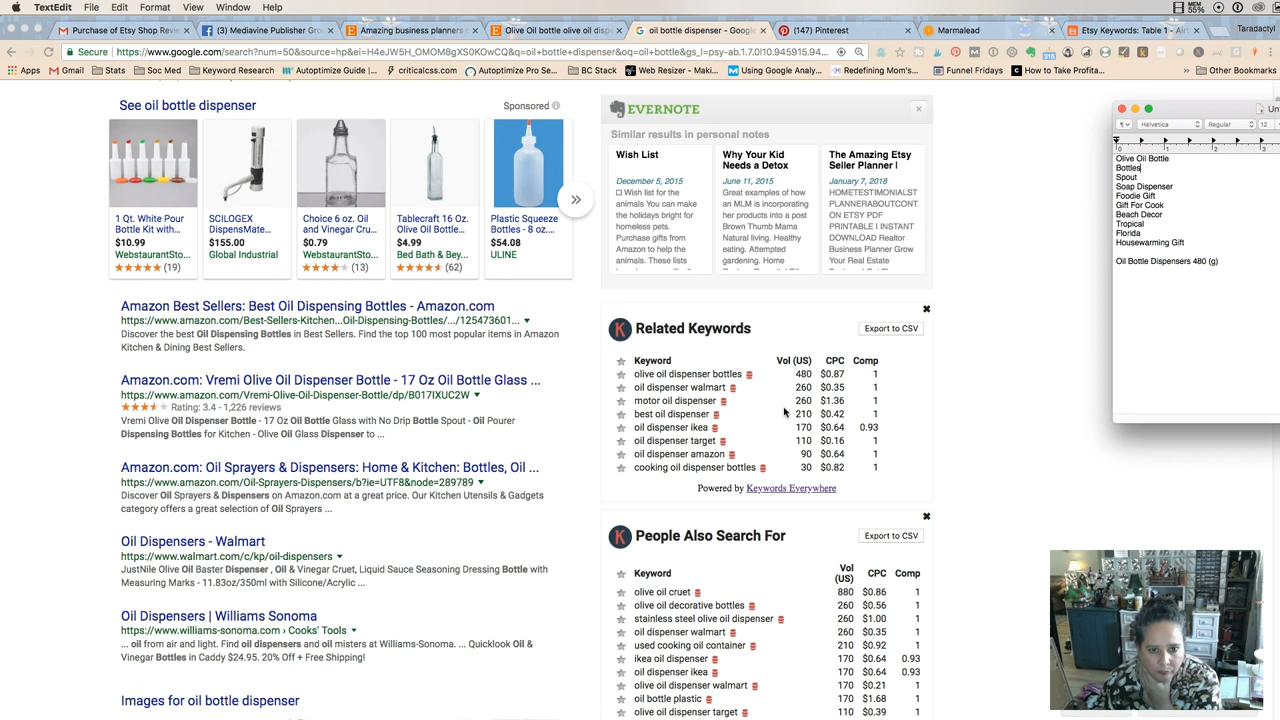 TextEdit File Edit Format View Window Help
MEM 55%
Purchase of Etsy Shop Revie
Mediavine Publisher Grou
Amazing business planners
Olive Oil Bottle olive oil disp
oil bottle dispenser - Google
(3) Pinterest
Marmalead
Etsy Keywords: Table 1 - Airt
Taradactyl
Secure https://www.google.com/search?num=50&source=hp&ei=H4eJW5H_OMOM8gXS0KOwCQ&q=oil+bottle+dispenser&oq=oil+bottle+dispenser&gs_l=psy-ab.1.7.0l10.945915.94...
Apps Gmail Stats Soc Med Keyword Research Autoptimize Guide |... criticalcss.com Autoptimize Pro Se... BC Stack Web Resizer - Maki... Using Google Analy... Redefining Mom's... Funnel Fridays How to Take Profita... » Other Bookmarks
See oil bottle dispenser
Sponsored
1 Qt. White Pour Bottle Kit with...
$10.99
WebstaurantSto...
(19)
SCILOGEX DispensMate...
$155.00
Global Industrial
Choice 6 oz. Oil and Vinegar Cru...
$0.79
WebstaurantSto...
(13)
Tablecraft 16 Oz. Olive Oil Bottle...
$4.99
Bed Bath & Bey...
(62)
Plastic Squeeze Bottles - 8 oz....
$54.08
ULINE
Amazon Best Sellers: Best Oil Dispensing Bottles - Amazon.com
https://www.amazon.com/Best-Sellers-Kitchen...Oil-Dispensing-Bottles/.../125473601...
Discover the best Oil Dispensing Bottles in Best Sellers. Find the top 100 most popular items in Amazon
Kitchen & Dining Best Sellers.
Amazon.com: Vremi Olive Oil Dispenser Bottle - 17 Oz Oil Bottle Glass ...
https://www.amazon.com/Vremi-Olive-Oil-Dispenser-Bottle/dp/B017IXUC2W
Rating: 3.4 - 1,226 reviews
Vremi Olive Oil Dispenser Bottle - 17 Oz Oil Bottle Glass with No Drip Bottle Spout - Oil Pourer
Dispensing Bottles for Kitchen - Olive Oil Glass Dispenser to ...
Amazon.com: Oil Sprayers & Dispensers: Home & Kitchen: Bottles, Oil ...
https://www.amazon.com/Oil-Sprayers-Dispensers/b?ie=UTF8&node=289789
Discover Oil Sprayers & Dispensers on Amazon.com at a great price. Our Kitchen Utensils & Gadgets
category offers a great selection of Oil Sprayers ...
Oil Dispensers - Walmart
https://www.walmart.com/c/kp/oil-dispensers
JustNile Olive Oil Baster Dispenser , Oil & Vinegar Cruet, Liquid Sauce Seasoning Dressing Bottle with
Measuring Marks - 11.83oz/350ml with Silicone/Acrylic ...
Oil Dispensers | Williams Sonoma
https://www.williams-sonoma.com › Cooks' Tools
... oil from air and light. Find oil dispensers and oil misters at Williams-Sonoma. ... Quicklook Oil &
Vinegar Bottles in Caddy $24.95. 20% Off + Free Shipping!
Images for oil bottle dispenser
EVERNOTE
Similar results in personal notes
Wish List
December 5, 2015
Wish list for the
animals You can make
the holidays bright for
homeless pets.
Purchase gifts from
Amazon to help the
animals. These lists
Why Your Kid
Needs a Detox
June 11, 2015
Great examples of how
an MLM is incorporating
her products into a post
Brown Thumb Mama
Natural living. Healthy
eating. Attempted
gardening. Home
The Amazing Etsy
Seller Planner |
January 7, 2018
HOMETESTIMONIALST
PLANNERABOUTCONT
ON ETSY PDF
PRINTABLE I INSTANT
DOWNLOAD Realtor
Business Planner Grow
Your Real Estate
Related Keywords
Export to CSV
Keyword Vol (US) CPC Comp
olive oil dispenser bottles 480 $0.87 1
oil dispenser walmart 260 $0.35 1
motor oil dispenser 260 $1.36 1
best oil dispenser 210 $0.42 1
oil dispenser ikea 170 $0.64 0.93
oil dispenser target 110 $0.16 1
oil dispenser amazon 90 $0.64 1
cooking oil dispenser bottles 30 $0.82 1
Powered by Keywords Everywhere
People Also Search For
Export to CSV
Keyword Vol (US) CPC Comp
olive oil cruet 880 $0.86 1
olive oil decorative bottles 260 $0.56 1
stainless steel olive oil dispenser 260 $1.00 1
oil dispenser walmart 260 $0.35 1
used cooking oil container 210 $0.92 1
ikea oil dispenser 170 $0.64 0.93
oil dispenser ikea 170 $0.64 0.93
olive oil dispenser walmart 170 $0.21 1
oil bottle plastic 170 $1.68 1
olive oil dispenser target 110 $0.39 1
Unt
Helvetica Regular 12
0 1 2 3
Olive Oil Bottle
Bottles
Spout
Soap Dispenser
Foodie Gift
Gift For Cook
Beach Decor
Tropical
Florida
Housewarming Gift
Oil Bottle Dispensers 480 (g)